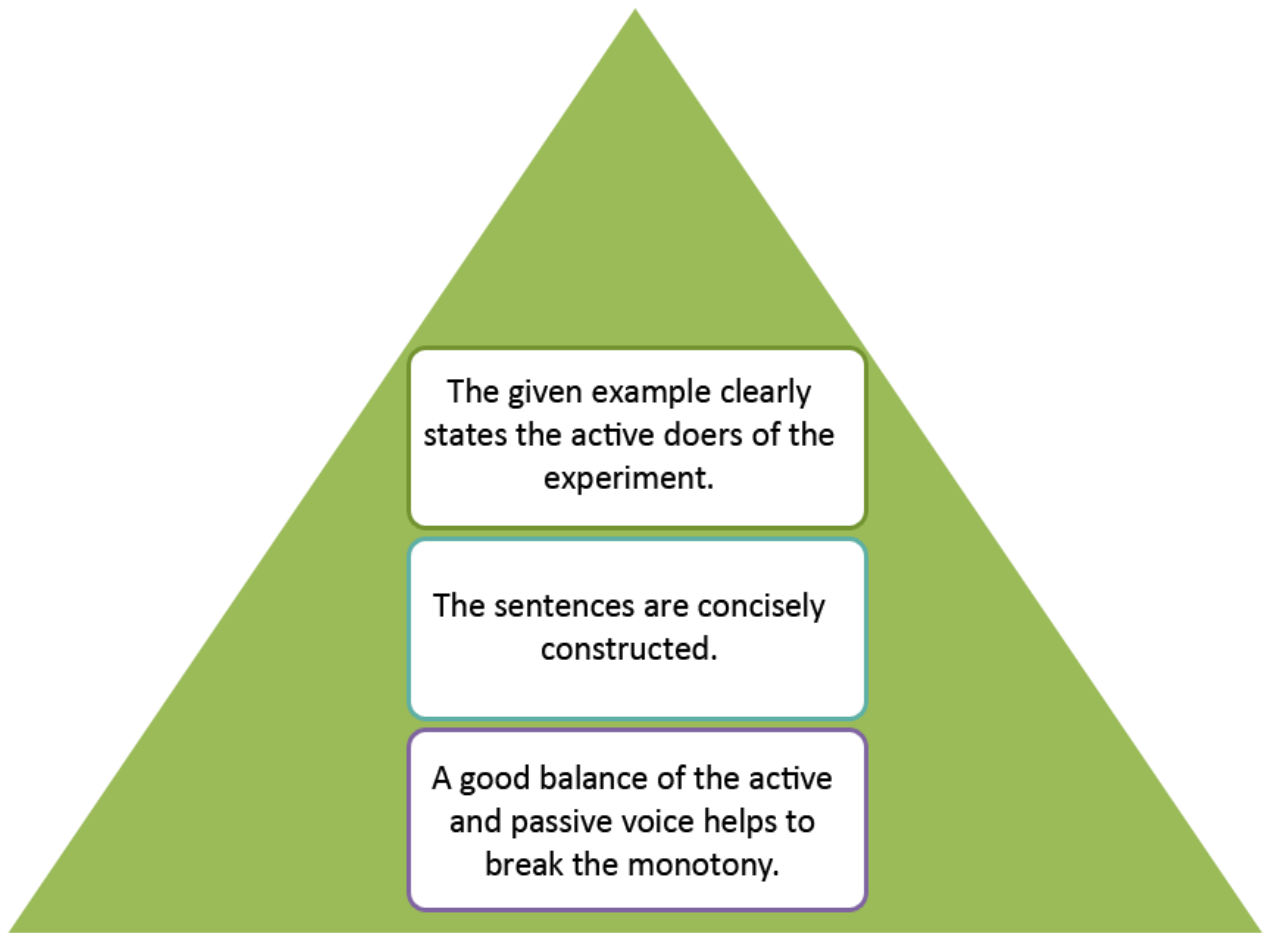 The given example clearly
states the active doers of the
experiment.
The sentences are concisely
constructed.
A good balance of the active
and passive voice helps to
break the monotony.